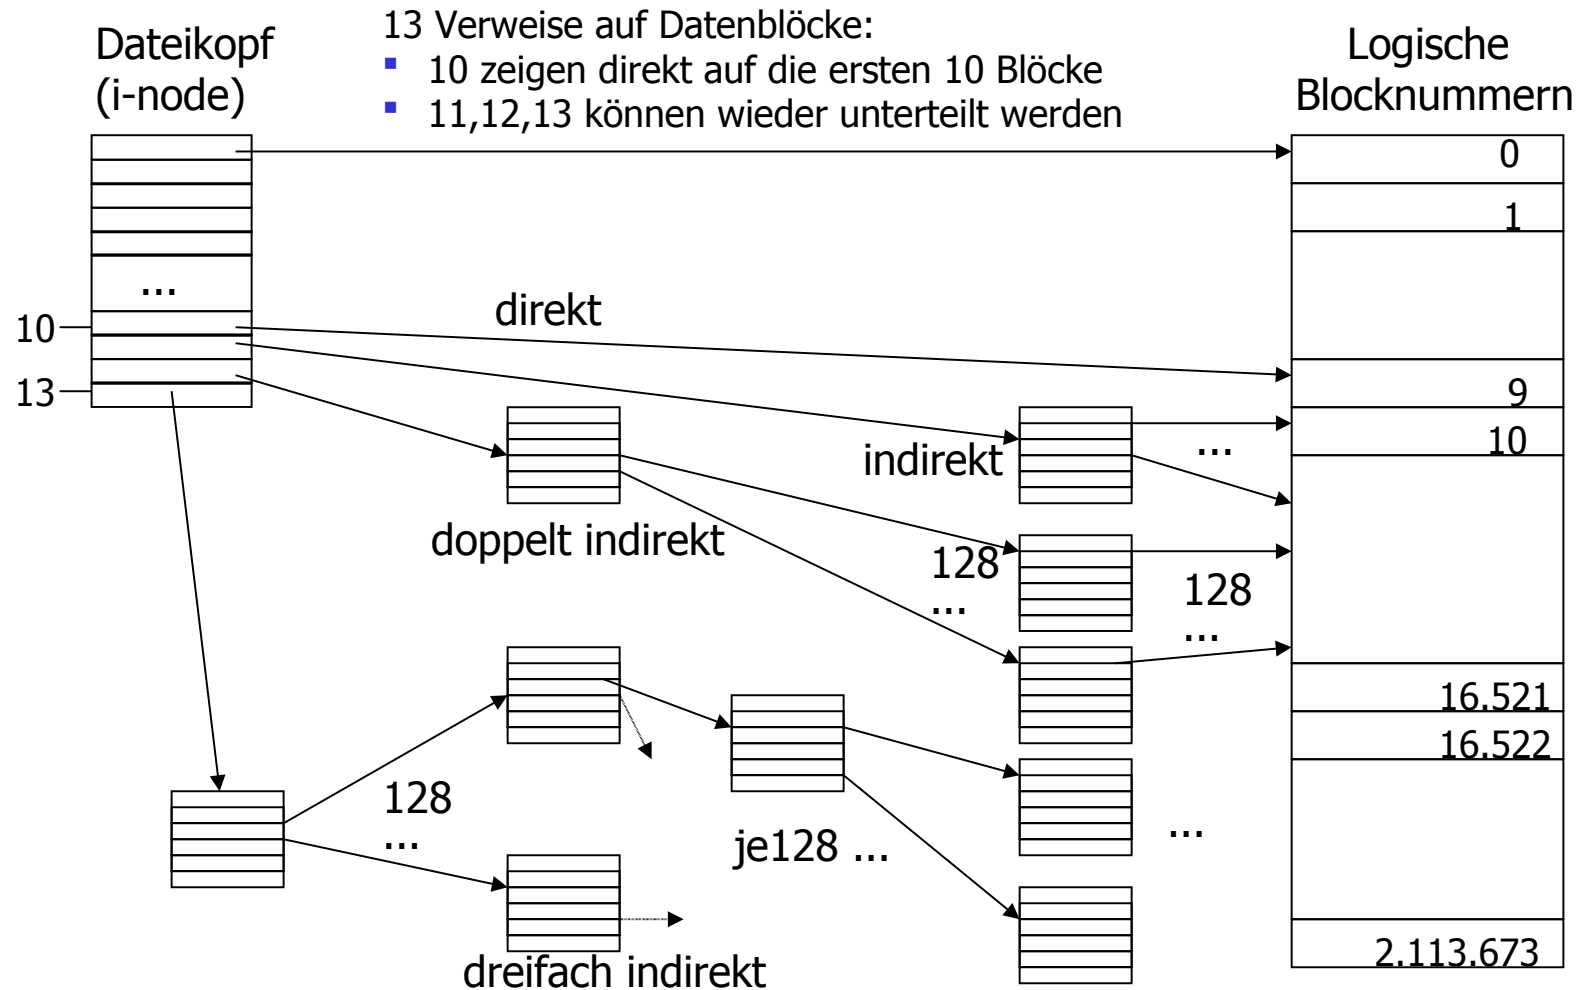 Dateikopf
(i-node)
13 Verweise auf Datenblöcke:
▪ 10 zeigen direkt auf die ersten 10 Blöcke
▪ 11,12,13 können wieder unterteilt werden
Logische
Blocknummern
0
1
...
direkt
10
13
9
10
indirekt
...
doppelt indirekt
128
...
128
...
16.521
16.522
128
...
je128 ...
...
2.113.673
dreifach indirekt